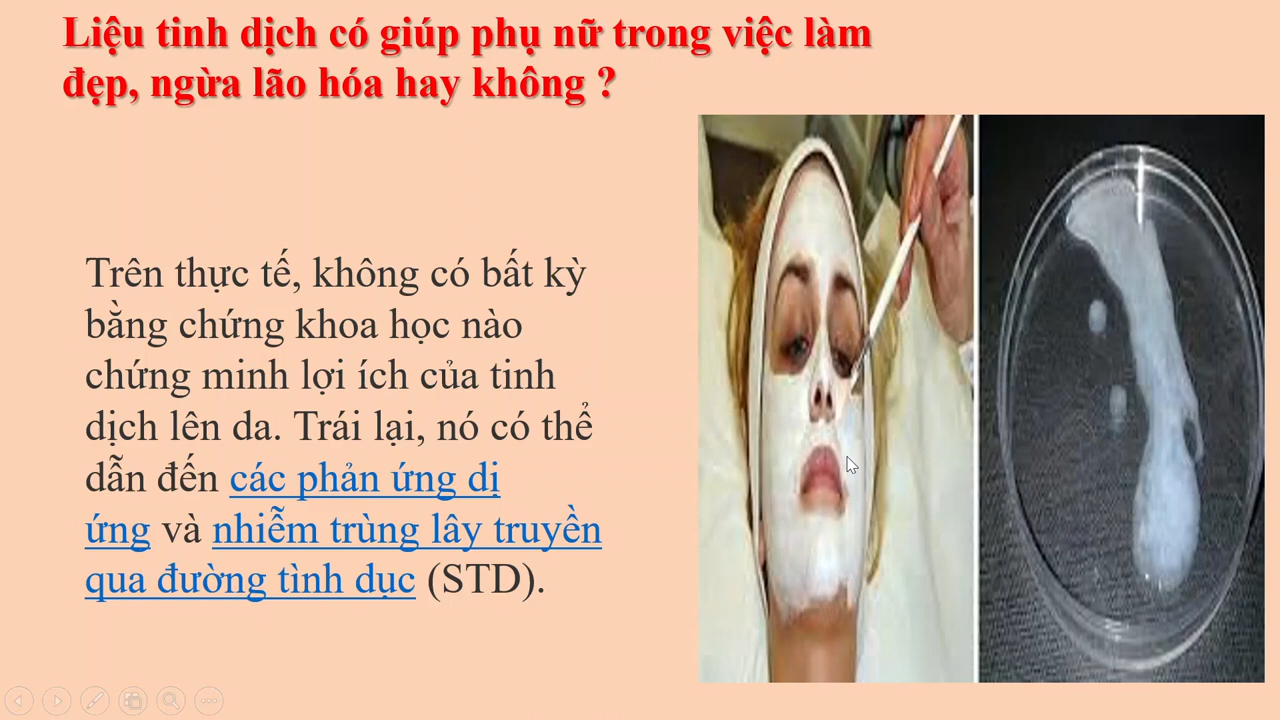 Liệu tinh dịch có giúp phụ nữ trong việc làm
đẹp, ngừa lão hóa hay không ?
Trên thực tế, không có bất kỳ
bằng chứng khoa học nào
chứng minh lợi ích của tinh
dịch lên da. Trái lại, nó có thể
dẫn đến các phản ứng dị
ứng và nhiễm trùng lây truyền
qua đường tình dục (STD).